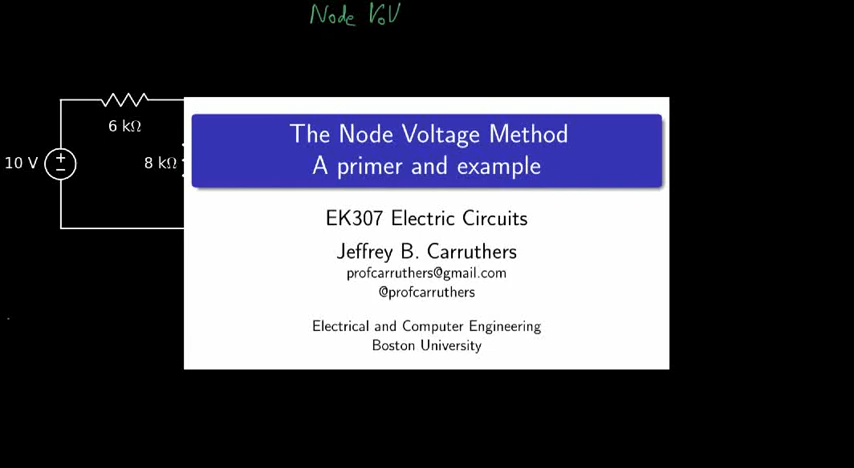 Node VoV
6 kΩ
10 V
8 kΩ
The Node Voltage Method
A primer and example
EK307 Electric Circuits
Jeffrey B. Carruthers
profcarruthers@gmail.com
@profcarruthers
Electrical and Computer Engineering
Boston University